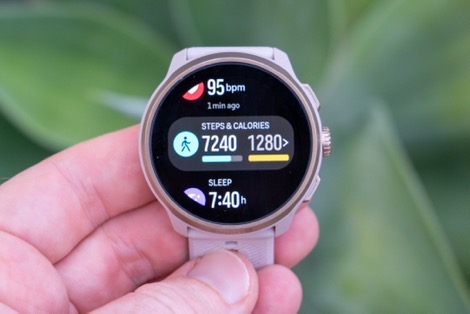 95 bpm
1 min ago
STEPS & CALORIES
7240 1280>
SLEEP
7:40 h